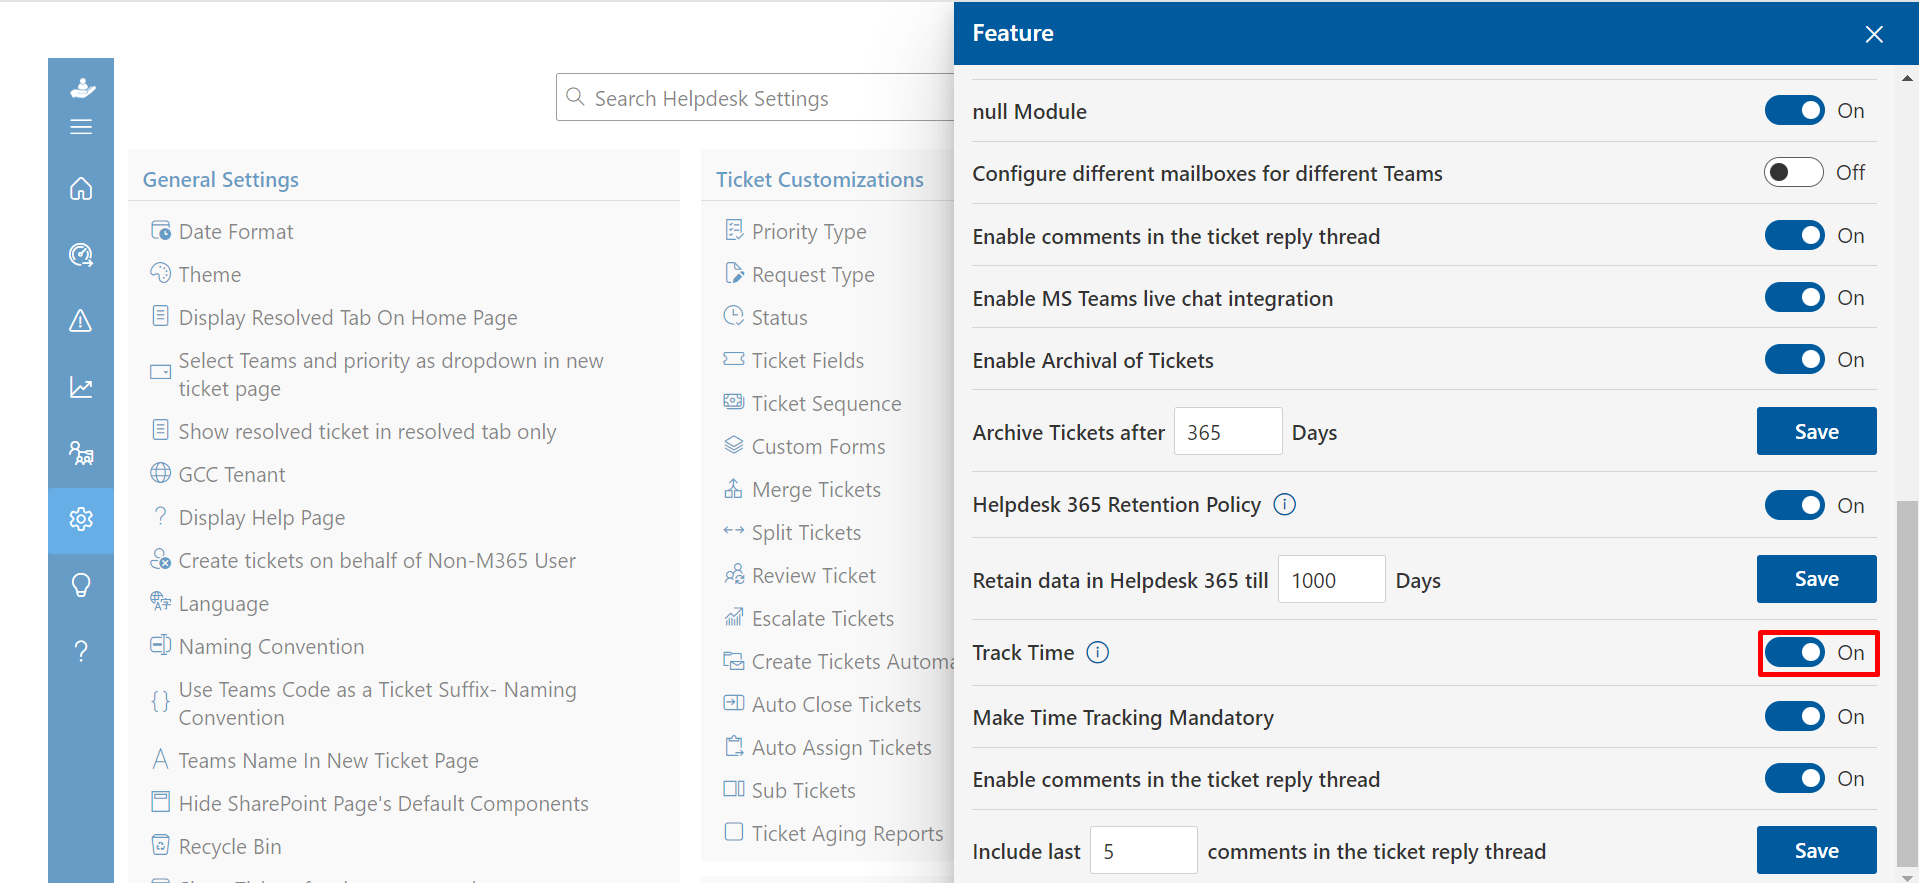 Search Helpdesk Settings
General Settings
Date Format
Theme
Display Resolved Tab On Home Page
Select Teams and priority as dropdown in new
ticket page
Show resolved ticket in resolved tab only
GCC Tenant
Display Help Page
Create tickets on behalf of Non-M365 User
Language
Naming Convention
Use Teams Code as a Ticket Suffix- Naming
Convention
Teams Name In New Ticket Page
Hide SharePoint Page's Default Components
Recycle Bin
Ticket Customizations
Priority Type
Request Type
Status
Ticket Fields
Ticket Sequence
Custom Forms
Merge Tickets
Split Tickets
Review Ticket
Escalate Tickets
Create Tickets Automa
Auto Close Tickets
Auto Assign Tickets
Sub Tickets
Ticket Aging Reports
Feature
null Module On
Configure different mailboxes for different Teams Off
Enable comments in the ticket reply thread On
Enable MS Teams live chat integration On
Enable Archival of Tickets On
Archive Tickets after 365 Days Save
Helpdesk 365 Retention Policy On
Retain data in Helpdesk 365 till 1000 Days Save
Track Time On
Make Time Tracking Mandatory On
Enable comments in the ticket reply thread On
Include last 5 comments in the ticket reply thread Save